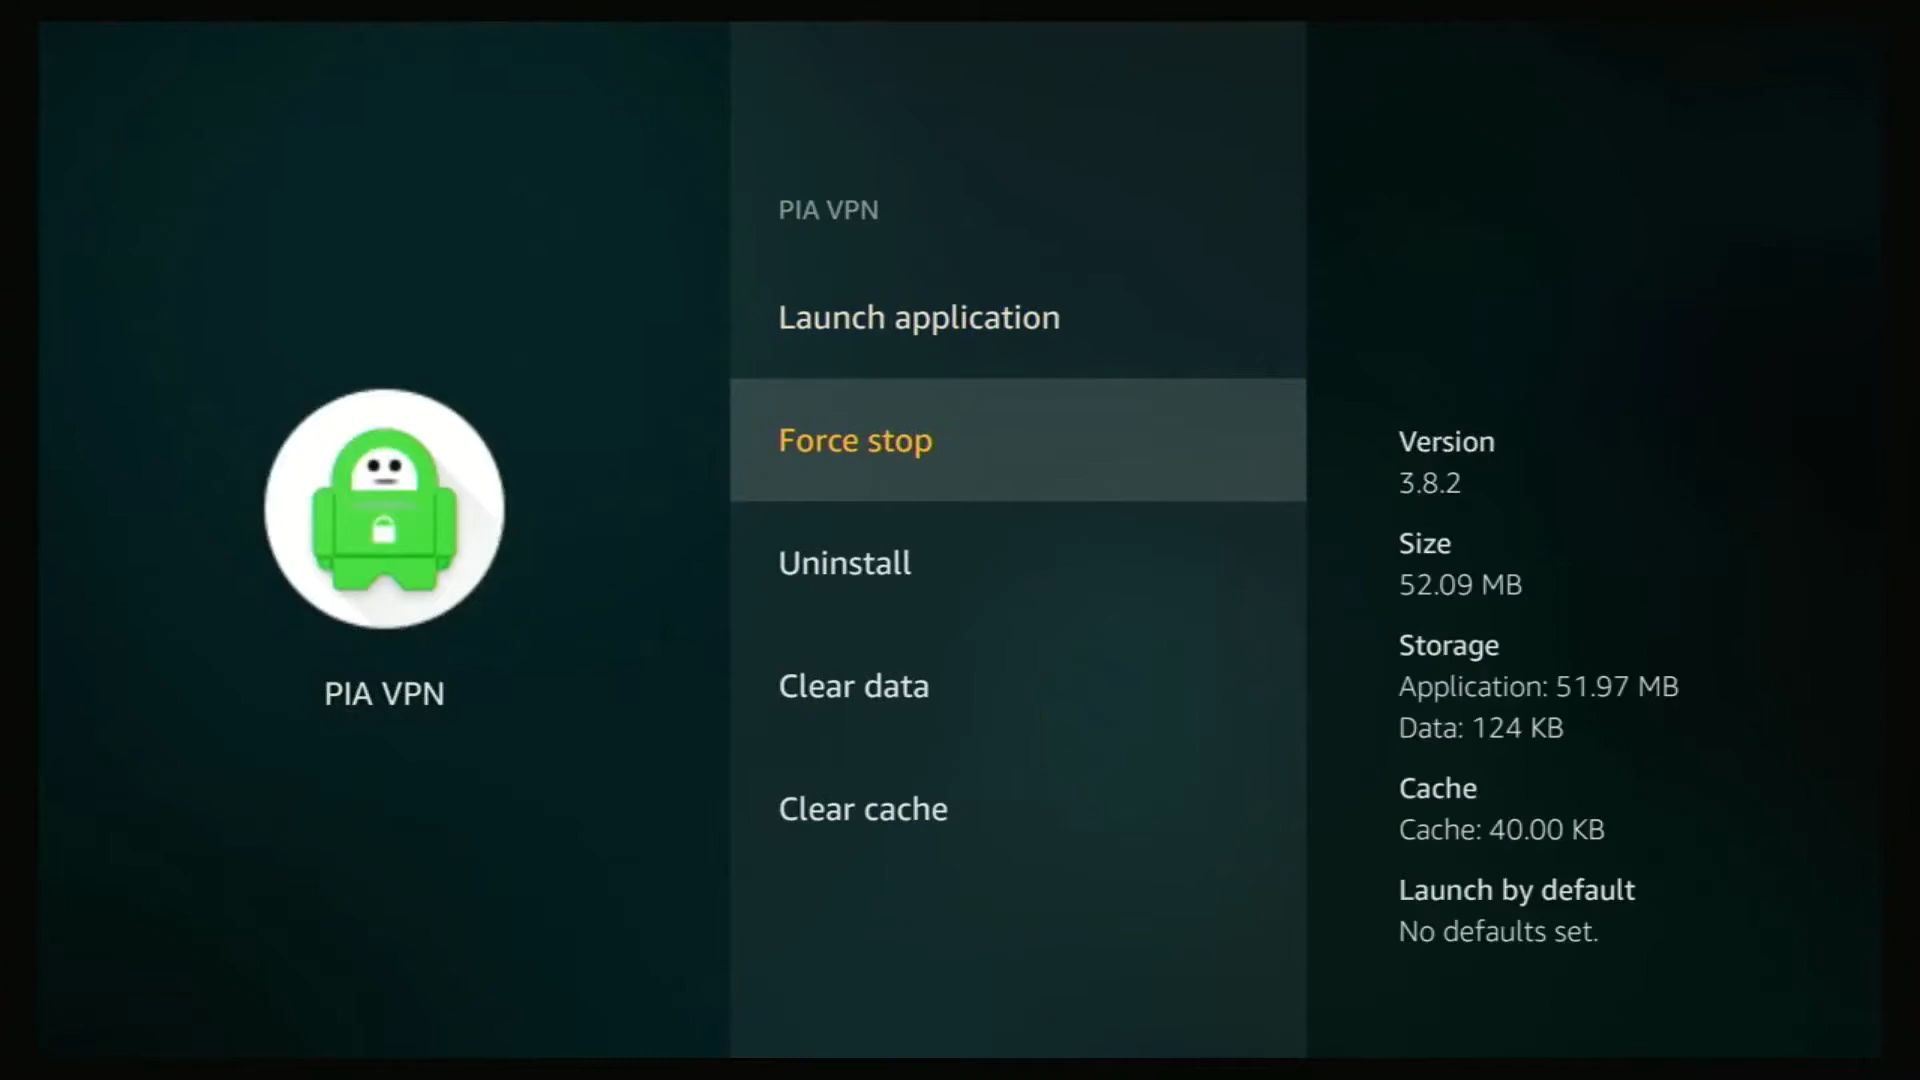 PIA VPN
Launch application
Force stop
Uninstall
Clear data
Clear cache
PIA VPN
Version
3.8.2
Size
52.09 MB
Storage
Application: 51.97 MB
Data: 124 KB
Cache
Cache: 40.00 KB
Launch by default
No defaults set.